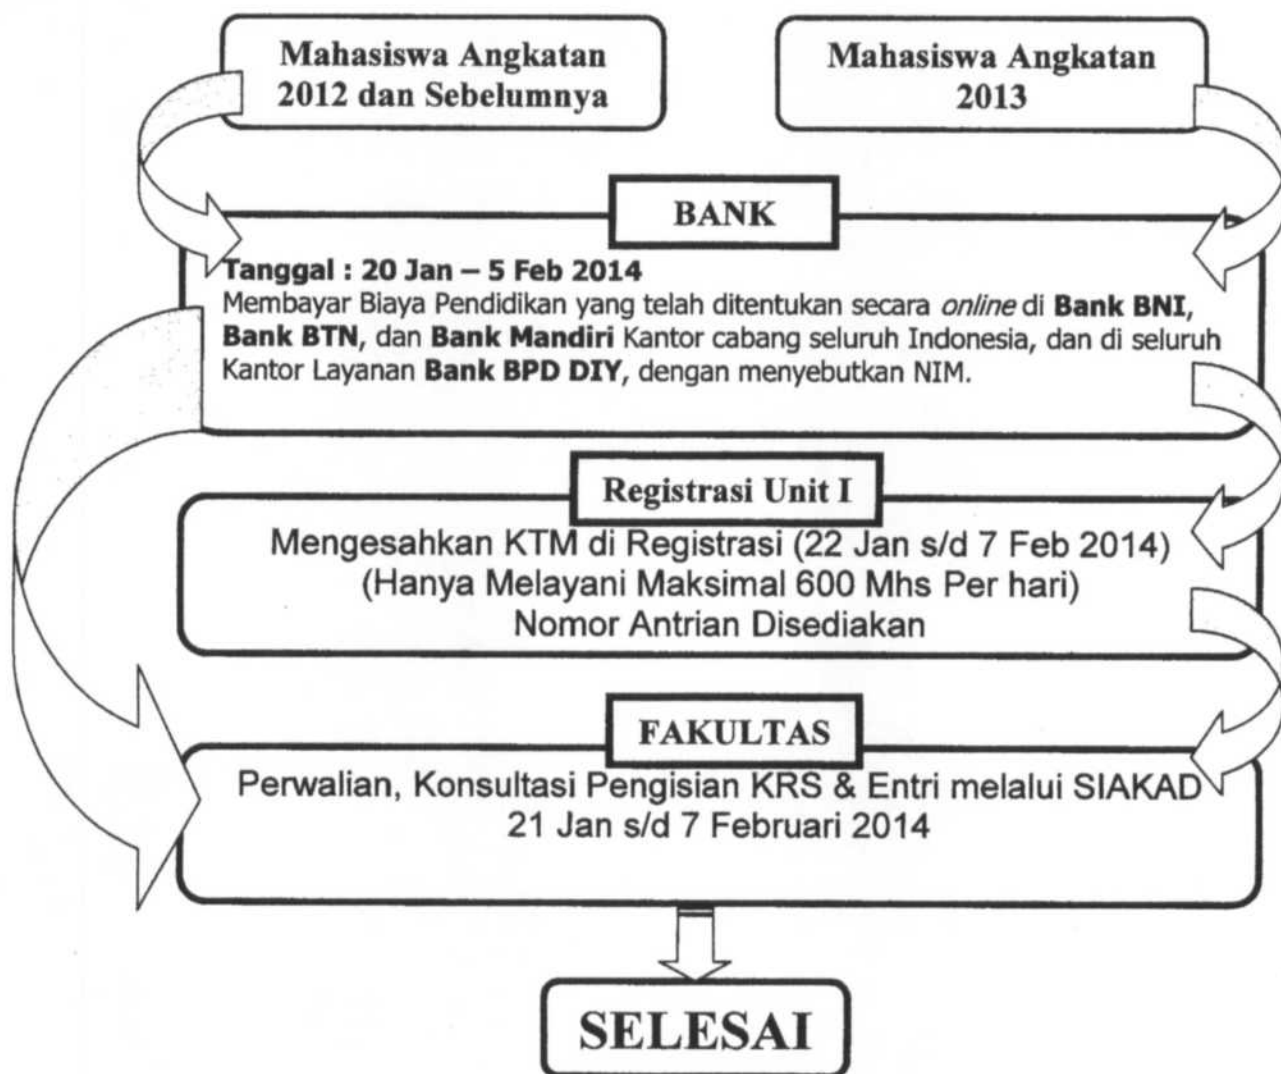 Mahasiswa Angkatan
2012 dan Sebelumnya
Mahasiswa Angkatan
2013
BANK
Tanggal : 20 Jan – 5 Feb 2014
Membayar Biaya Pendidikan yang telah ditentukan secara online di Bank BNI,
Bank BTN, dan Bank Mandiri Kantor cabang seluruh Indonesia, dan di seluruh
Kantor Layanan Bank BPD DIY, dengan menyebutkan NIM.
Registrasi Unit I
Mengesahkan KTM di Registrasi (22 Jan s/d 7 Feb 2014)
(Hanya Melayani Maksimal 600 Mhs Per hari)
Nomor Antrian Disediakan
FAKULTAS
Perwalian, Konsultasi Pengisian KRS & Entri melalui SIAKAD
21 Jan s/d 7 Februari 2014
SELESAI